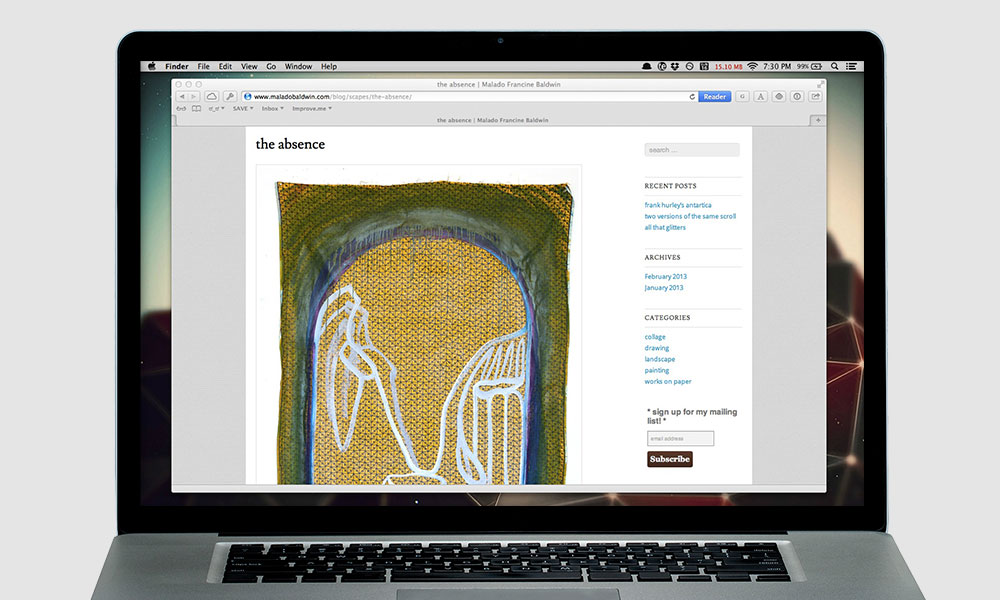 Finder File Edit View Go Window Help 15.10 MB 7:30 PM 99%
the absence | Malado Francine Baldwin
www.maladobaldwin.com/blog/scapes/the-absence/ Reader
SAVE Inbox Improve.me
the absence | Malado Francine Baldwin
the absence
search ...
RECENT POSTS
frank hurley's antartica
two versions of the same scroll
all that glitters
ARCHIVES
February 2013
January 2013
CATEGORIES
collage
drawing
landscape
painting
works on paper
* sign up for my mailing
list! *
email address
Subscribe